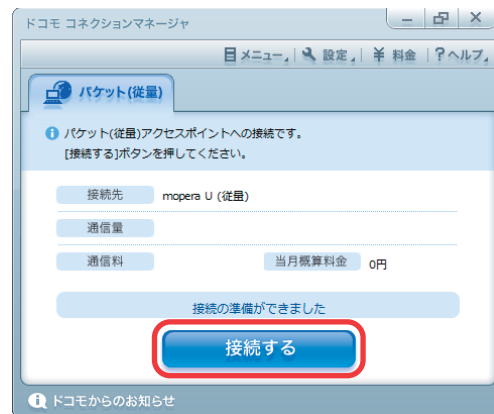 ドコモ コネクションマネージャ
メニュー 設定 ¥ 料金 ? ヘルプ
パケット(従量)
パケット(従量)アクセスポイントへの接続です。
[接続する]ボタンを押してください。
接続先 mopera U (従量)
通信量
通信料 当月概算料金 0円
接続の準備ができました
接続する
ドコモからのお知らせ